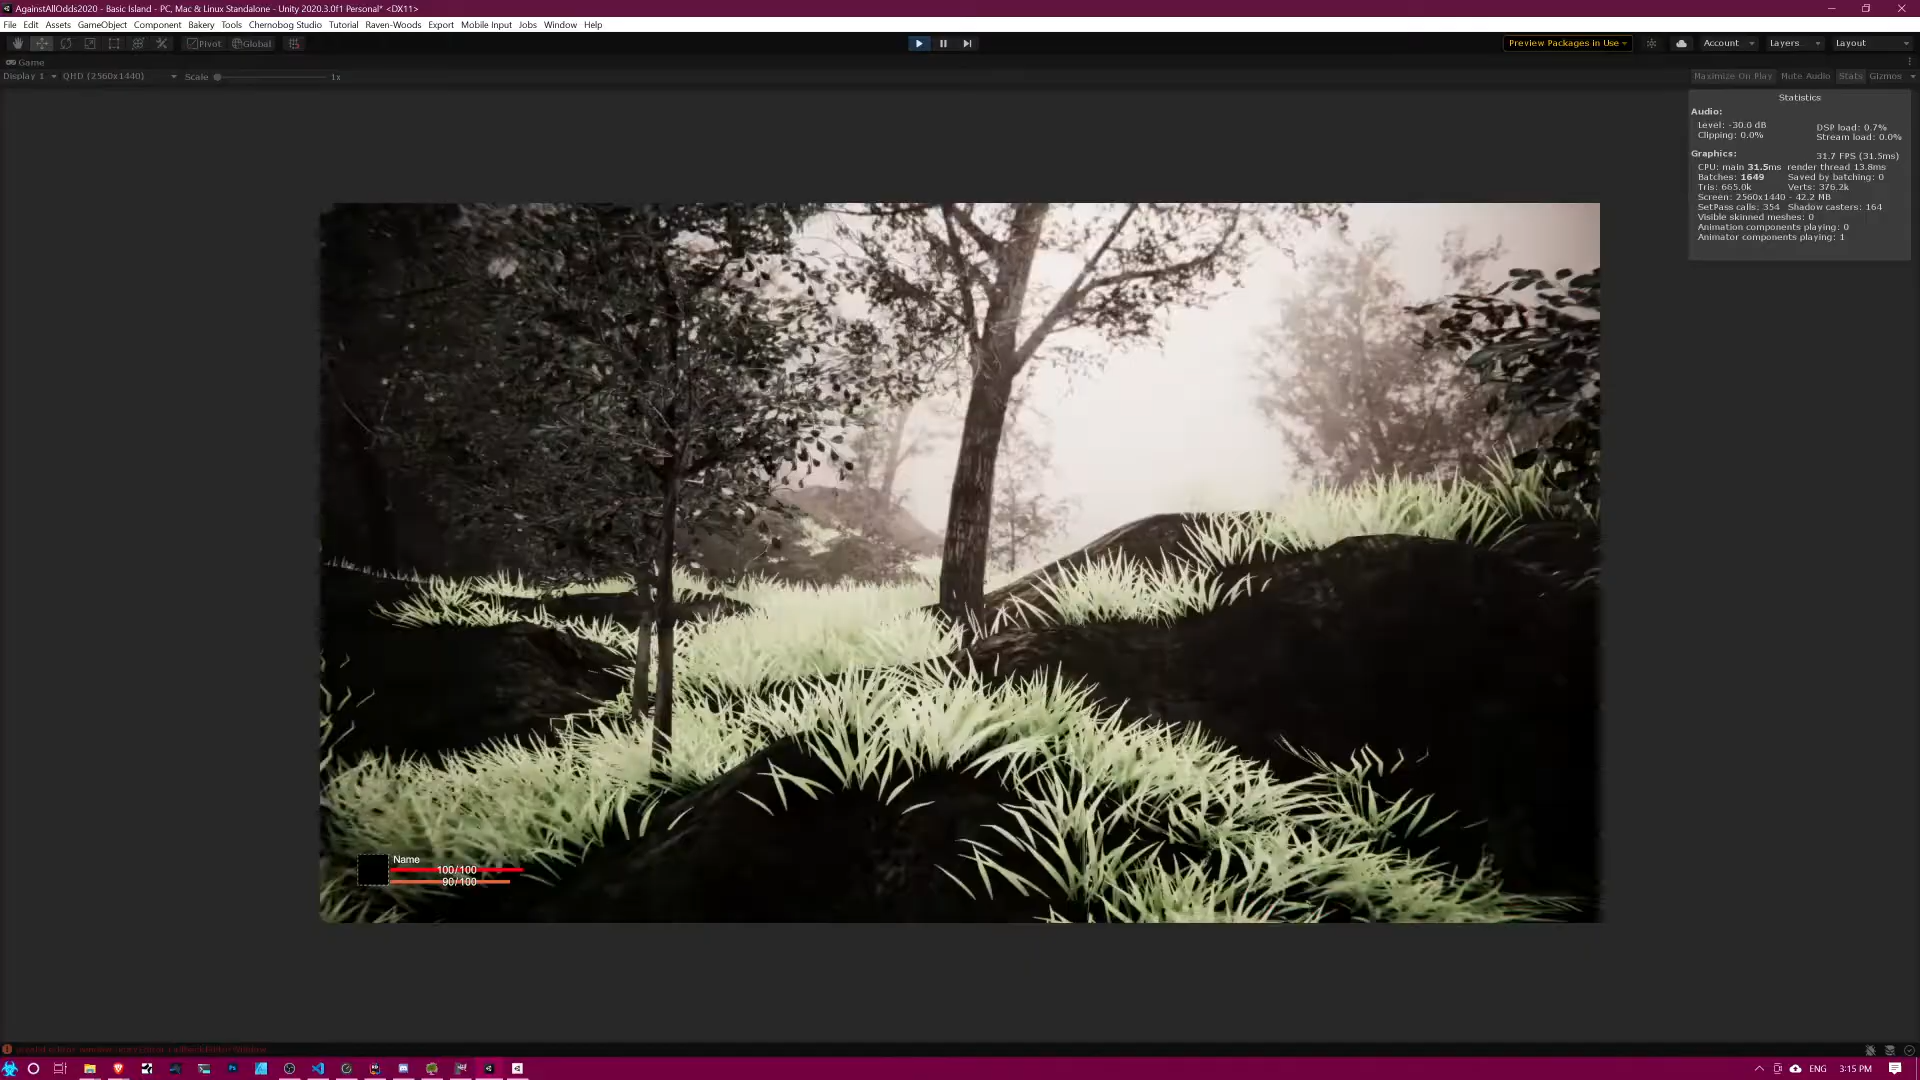 AgainstAllOdds2020 - Basic Island - PC, Mac & Linux Standalone - Unity 2020.3.0f1 Personal* <DX11>
File Edit Assets GameObject Component Bakery Tools Chernobog Studio Tutorial Raven-Woods Export Mobile Input Jobs Window Help
Pivot Global Preview Packages in Use Account Layers Layout
Game
Display 1 QHD (2560x1440) Scale 1x Maximize On Play Mute Audio Stats Gizmos
Statistics
Audio:
Level: -30.0 dB DSP load: 0.7%
Clipping: 0.0% Stream load: 0.0%
Graphics: 31.7 FPS (31.5ms)
CPU: main 31.5ms render thread 13.8ms
Batches: 1649 Saved by batching: 0
Tris: 665.0k Verts: 376.2k
Screen: 2560x1440 - 42.2 MB
SetPass calls: 354 Shadow casters: 164
Visible skinned meshes: 0
Animation components playing: 0
Animator components playing: 1
Name
100/100
90/100
ENG 3:15 PM